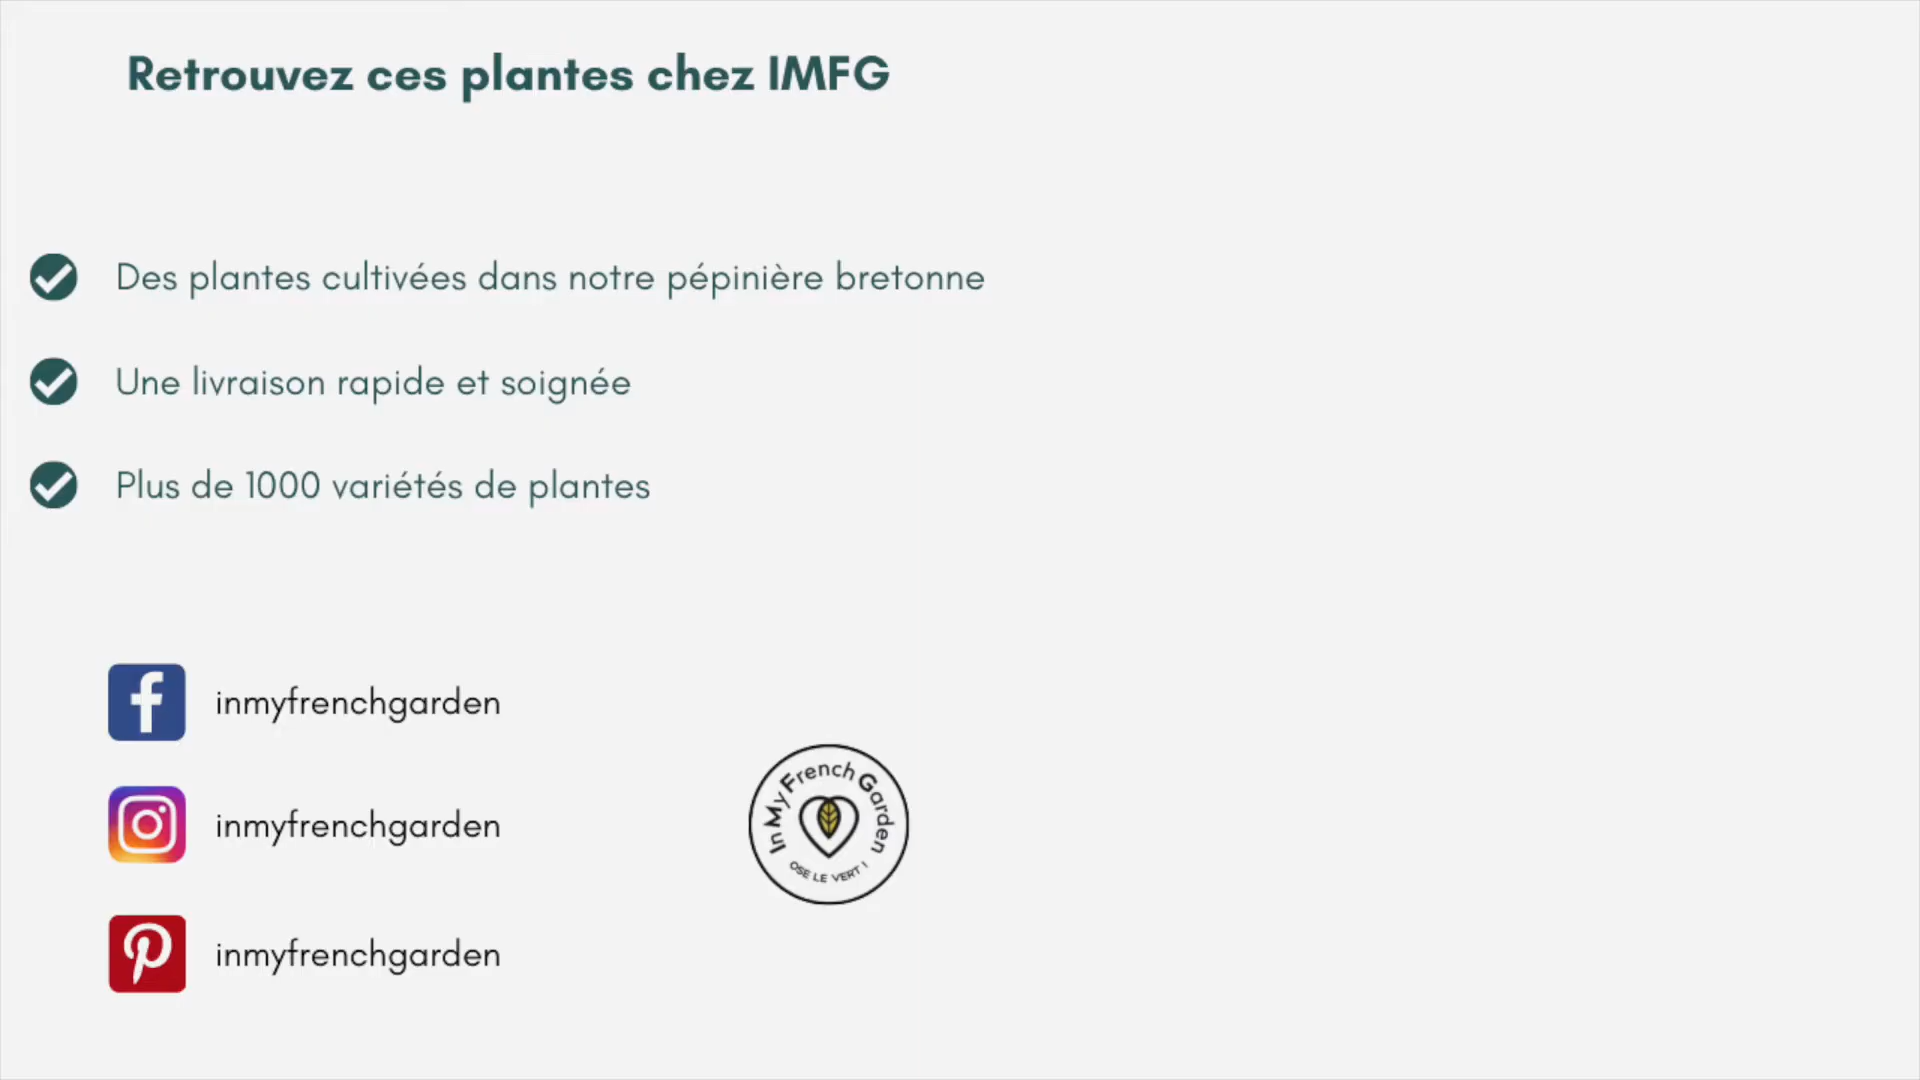 Retrouvez ces plantes chez IMFG
Des plantes cultivées dans notre pépinière bretonne
Une livraison rapide et soignée
Plus de 1000 variétés de plantes
inmyfrenchgarden
inmyfrenchgarden
In My French Garden
OSE LE VERT !
inmyfrenchgarden